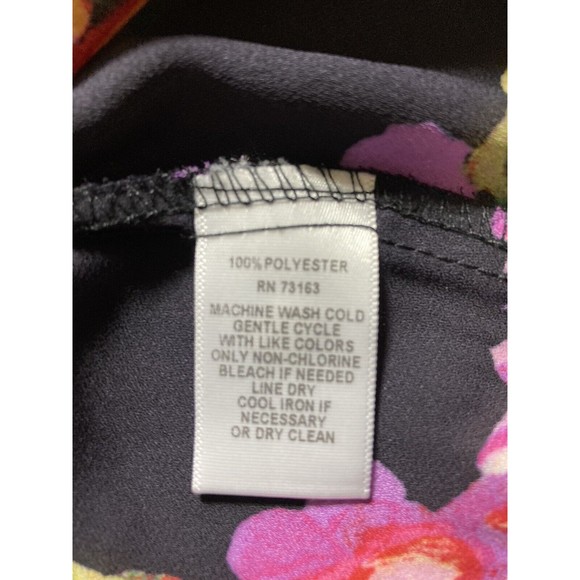 100% POLYESTER
RN 73163
MACHINE WASH COLD
GENTLE CYCLE
WITH LIKE COLORS
ONLY NON-CHLORINE
BLEACH IF NEEDED
LINE DRY
COOL IRON IF
NECESSARY
OR DRY CLEAN